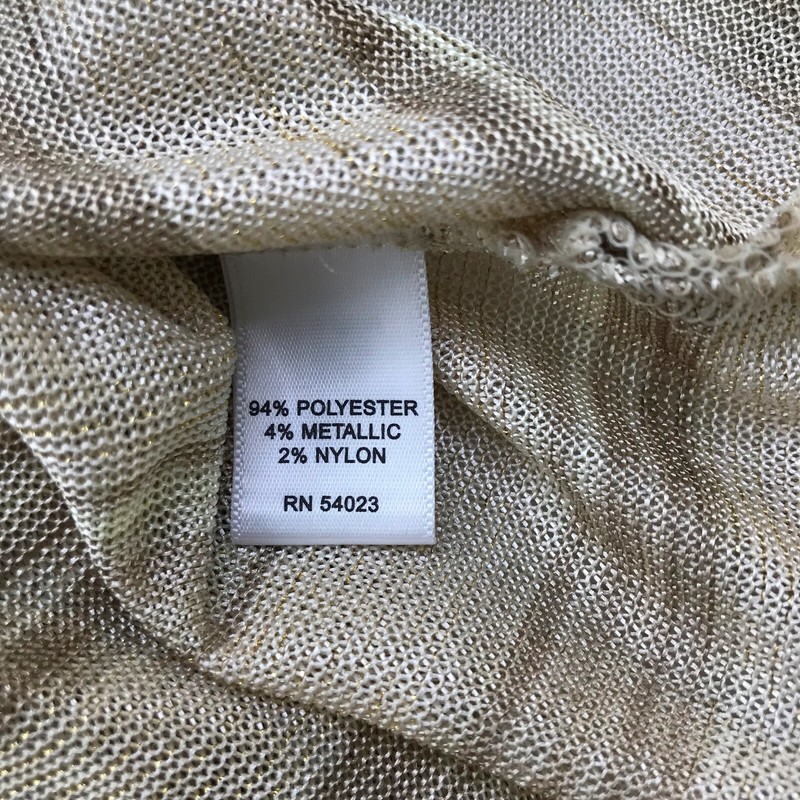 94% POLYESTER
4% METALLIC
2% NYLON
RN 54023